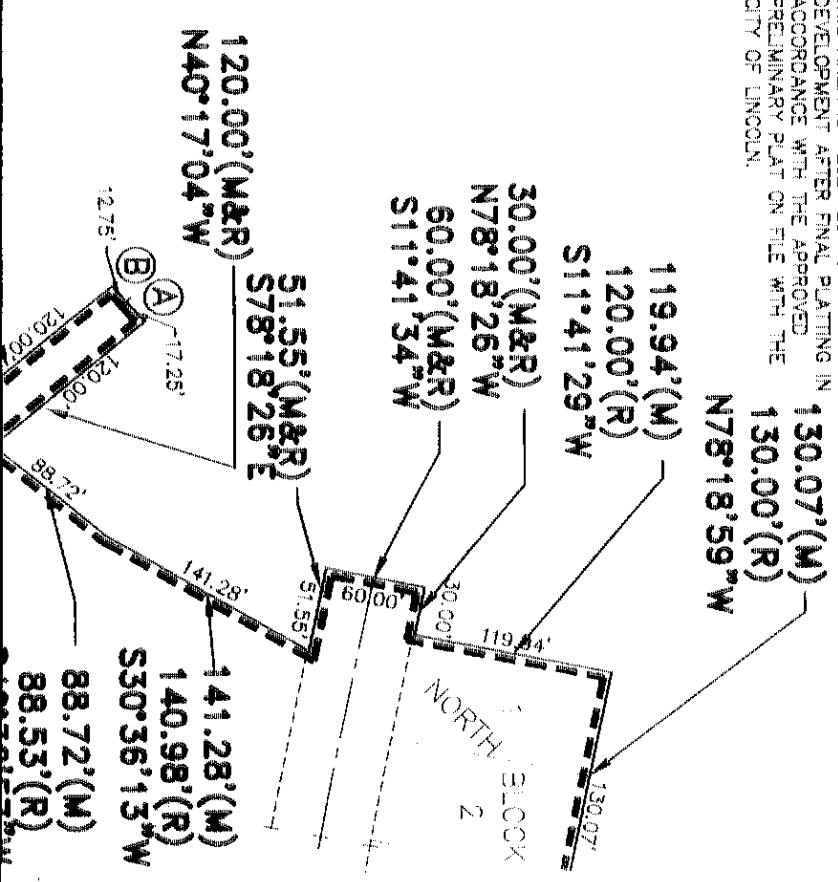 DEVELOPMENT AFTER FINAL PLATTING IN
ACCORDANCE WITH THE APPROVED
PRELIMINARY PLAT ON FILE WITH THE
CITY OF LINCOLN.
130.07'(M)
130.00'(R)
N78°18'59"W
119.94'(M)
120.00'(R)
S11°41'29"W
30.00'(M&R)
N78°18'26"W
60.00'(M&R)
S11°41'34"W
51.55'(M&R)
S78°18'26"E
120.00'(M&R)
N40°17'04"W
12.75'
B
A
17.25'
120.00'
120.00'
88.72'
141.28'
51.55'
60.00'
30.00'
119.94'
130.07'
NORTH
BLOCK
2
141.28'(M)
140.98'(R)
S30°36'13"W
88.72'(M)
88.53'(R)